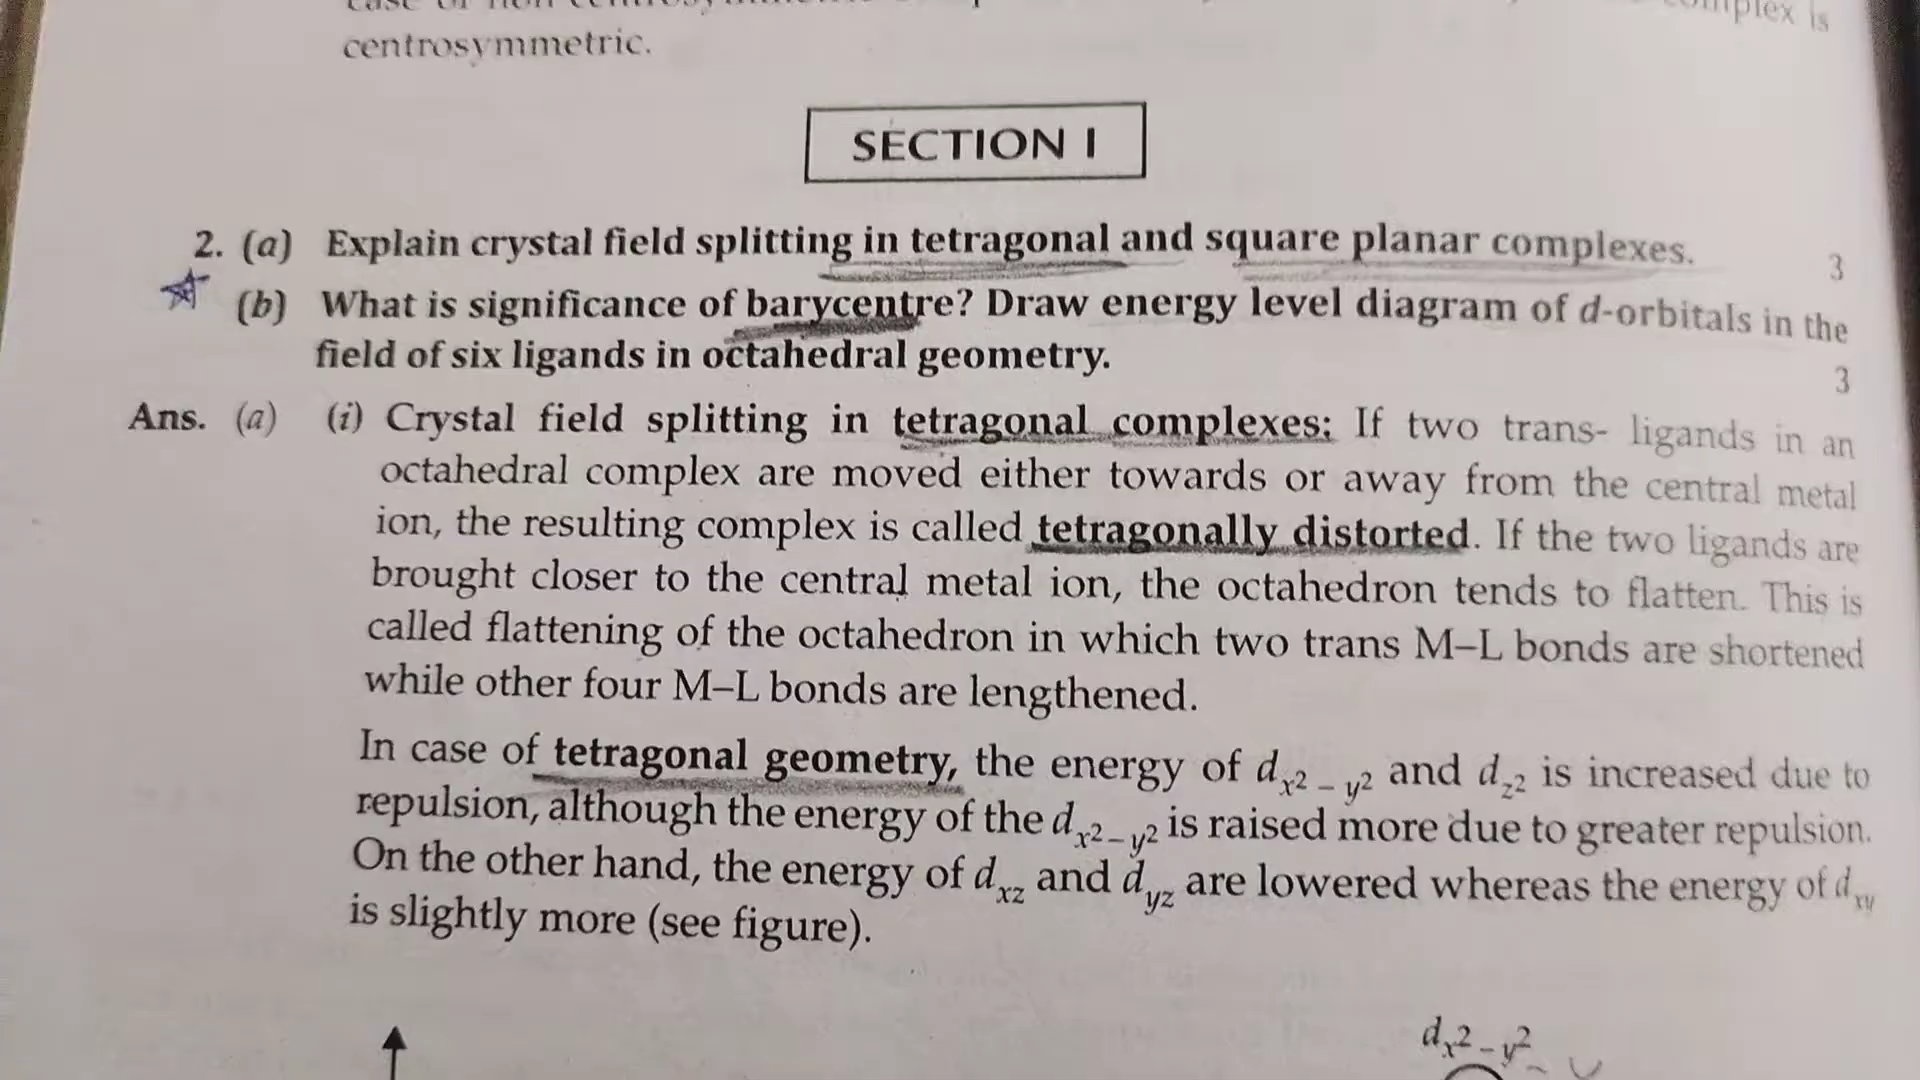 centrosymmetric.
complex is
SECTION I
2. (a) Explain crystal field splitting in tetragonal and square planar complexes. 3
(b) What is significance of barycentre? Draw energy level diagram of d-orbitals in the
field of six ligands in octahedral geometry. 3
Ans. (a) (i) Crystal field splitting in tetragonal complexes: If two trans- ligands in an
octahedral complex are moved either towards or away from the central metal
ion, the resulting complex is called tetragonally distorted. If the two ligands are
brought closer to the central metal ion, the octahedron tends to flatten. This is
called flattening of the octahedron in which two trans M–L bonds are shortened
while other four M–L bonds are lengthened.
In case of tetragonal geometry, the energy of dx2 – y2 and dz2 is increased due to
repulsion, although the energy of the dx2 – y2 is raised more due to greater repulsion.
On the other hand, the energy of dxz and dyz are lowered whereas the energy of dxy
is slightly more (see figure).
dx2 – y2